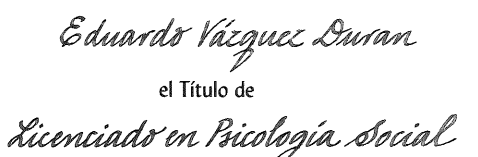 Eduardo Vázquez Duran
el Título de
Licenciado en Psicología Social